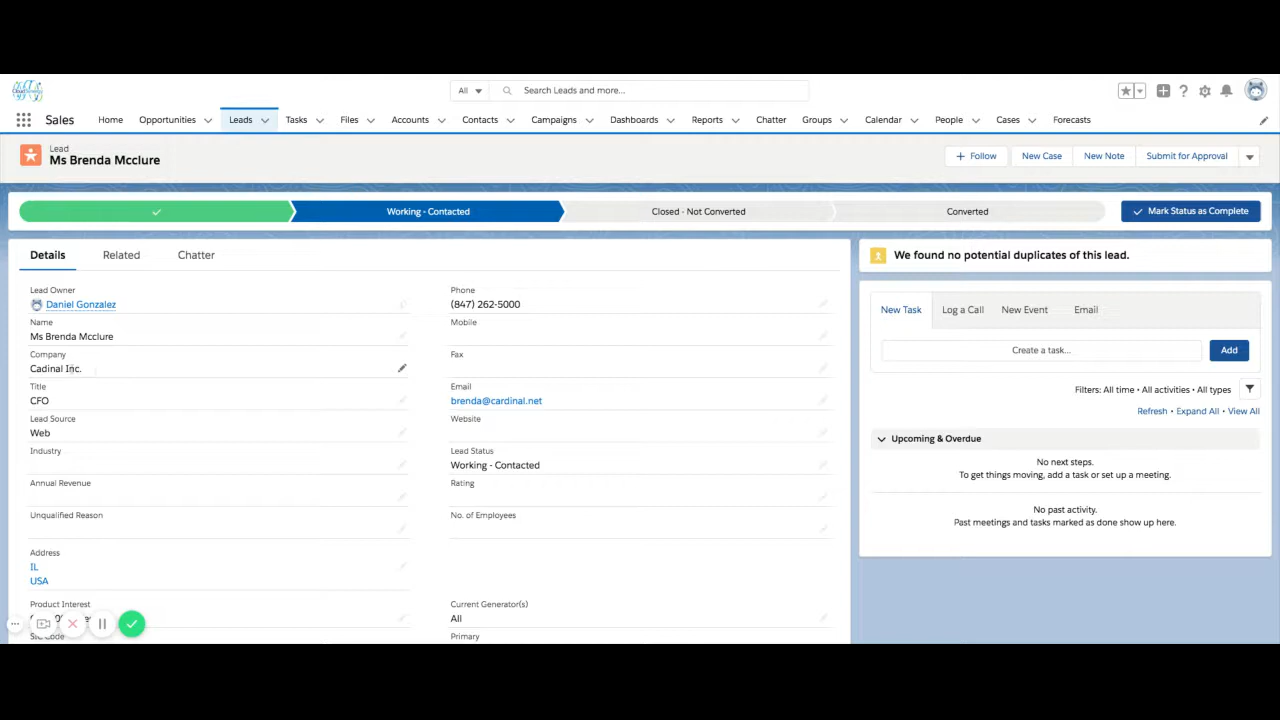 All
Search Leads and more...
Sales
Home
Opportunities
Leads
Tasks
Files
Accounts
Contacts
Campaigns
Dashboards
Reports
Chatter
Groups
Calendar
People
Cases
Forecasts
Lead
Ms Brenda Mcclure
+ Follow
New Case
New Note
Submit for Approval
Working - Contacted
Closed - Not Converted
Converted
Mark Status as Complete
Details
Related
Chatter
Lead Owner
Daniel Gonzalez
Name
Ms Brenda Mcclure
Company
Cadinal Inc.
Title
CFO
Lead Source
Web
Industry
Annual Revenue
Unqualified Reason
Address
IL
USA
Product Interest
SIC Code
Phone
(847) 262-5000
Mobile
Fax
Email
brenda@cardinal.net
Website
Lead Status
Working - Contacted
Rating
No. of Employees
Current Generator(s)
All
Primary
We found no potential duplicates of this lead.
New Task
Log a Call
New Event
Email
Create a task...
Add
Filters: All time • All activities • All types
Refresh • Expand All • View All
Upcoming & Overdue
No next steps.
To get things moving, add a task or set up a meeting.
No past activity.
Past meetings and tasks marked as done show up here.